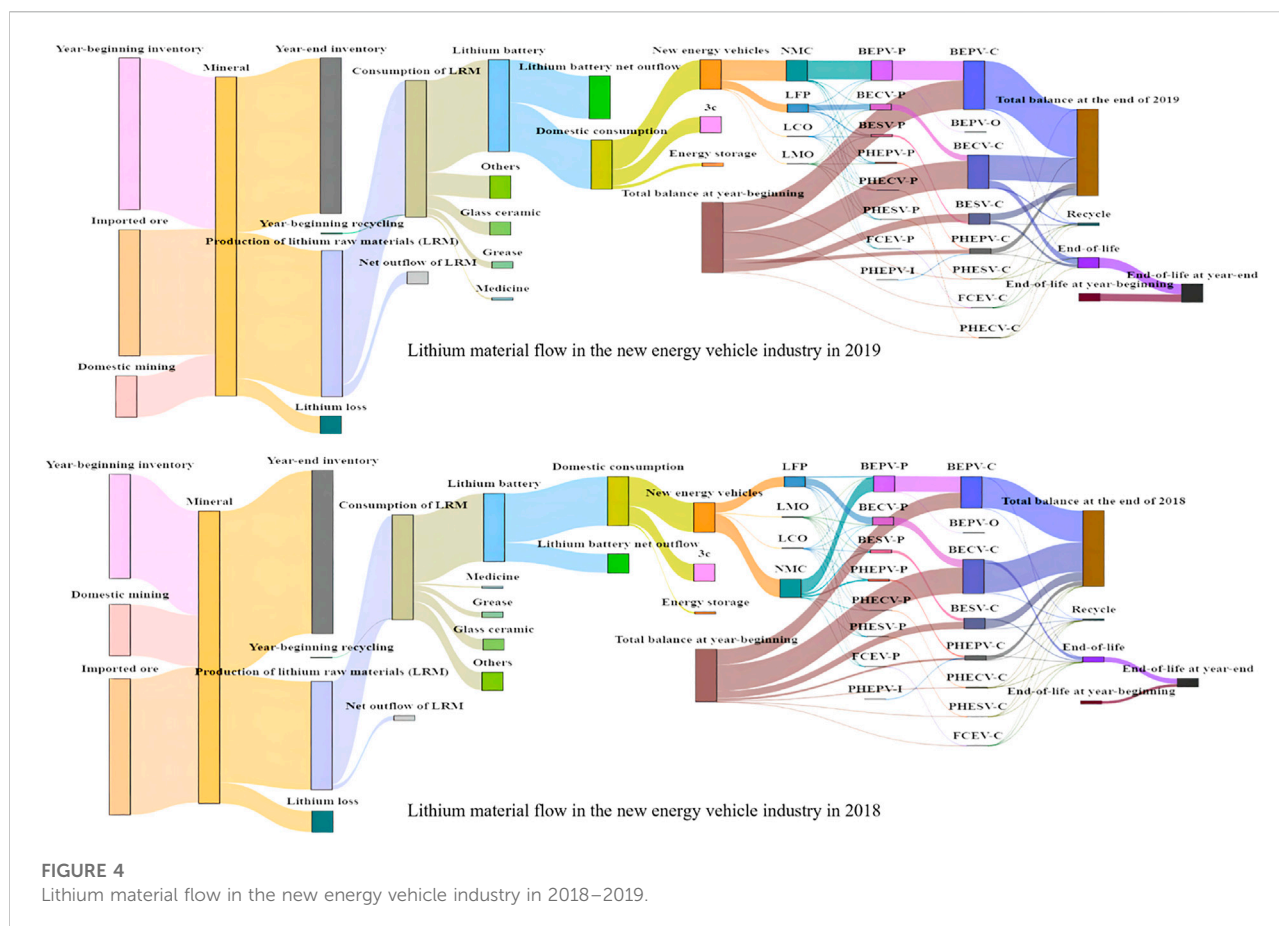 Year-beginning inventory
Year-end inventory
Mineral
Consumption of LRM
Lithium battery
Lithium battery net outflow
New energy vehicles
NMC
BEPV-P
BEPV-C
Total balance at the end of 2019
LFP
BECV-P
3c
LCO
BESV-P
BEPV-O
Domestic consumption
Energy storage
LMO
PHEPV-P
BECV-C
Others
Total balance at year-beginning
PHECV-P
BESV-C
Imported ore
Year-beginning recycling
Glass ceramic
PHESV-P
Recycle
Production of lithium raw materials (LRM)
Net outflow of LRM
Grease
FCEV-P
PHEPV-C
End-of-life
Medicine
PHEPV-I
PHESV-C
End-of-life at year-end
End-of-life at year-beginning
FCEV-C
PHECV-C
Domestic mining
Lithium loss
Lithium material flow in the new energy vehicle industry in 2019
Year-beginning inventory
Year-end inventory
Mineral
Consumption of LRM
Lithium battery
Domestic consumption
New energy vehicles
LFP
BEPV-P
BEPV-C
Total balance at the end of 2018
LMO
BECV-P
BEPV-O
Lithium battery net outflow
LCO
BESV-P
BECV-C
3c
NMC
PHEPV-P
Medicine
Domestic mining
Energy storage
PHECV-P
Grease
BESV-C
Recycle
Glass ceramic
PHESV-P
Total balance at year-beginning
Year-beginning recycling
Others
FCEV-P
PHEPV-C
End-of-life
Imported ore
Production of lithium raw materials (LRM)
Net outflow of LRM
PHEPV-I
PHECV-C
End-of-life at year-end
End-of-life at year-beginning
PHESV-C
FCEV-C
Lithium loss
Lithium material flow in the new energy vehicle industry in 2018
FIGURE 4
Lithium material flow in the new energy vehicle industry in 2018–2019.